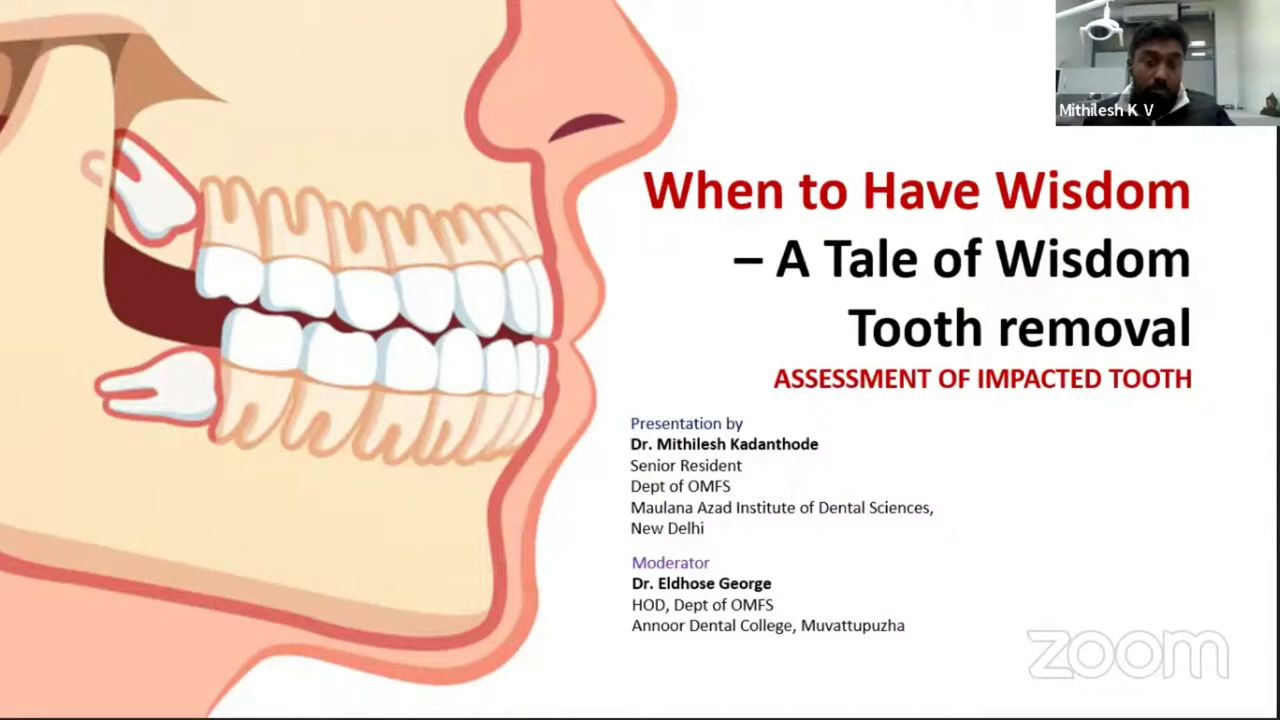 Mithilesh K V
When to Have Wisdom
– A Tale of Wisdom
Tooth removal
ASSESSMENT OF IMPACTED TOOTH
Presentation by
Dr. Mithilesh Kadanthode
Senior Resident
Dept of OMFS
Maulana Azad Institute of Dental Sciences,
New Delhi
Moderator
Dr. Eldhose George
HOD, Dept of OMFS
Annoor Dental College, Muvattupuzha
zoom